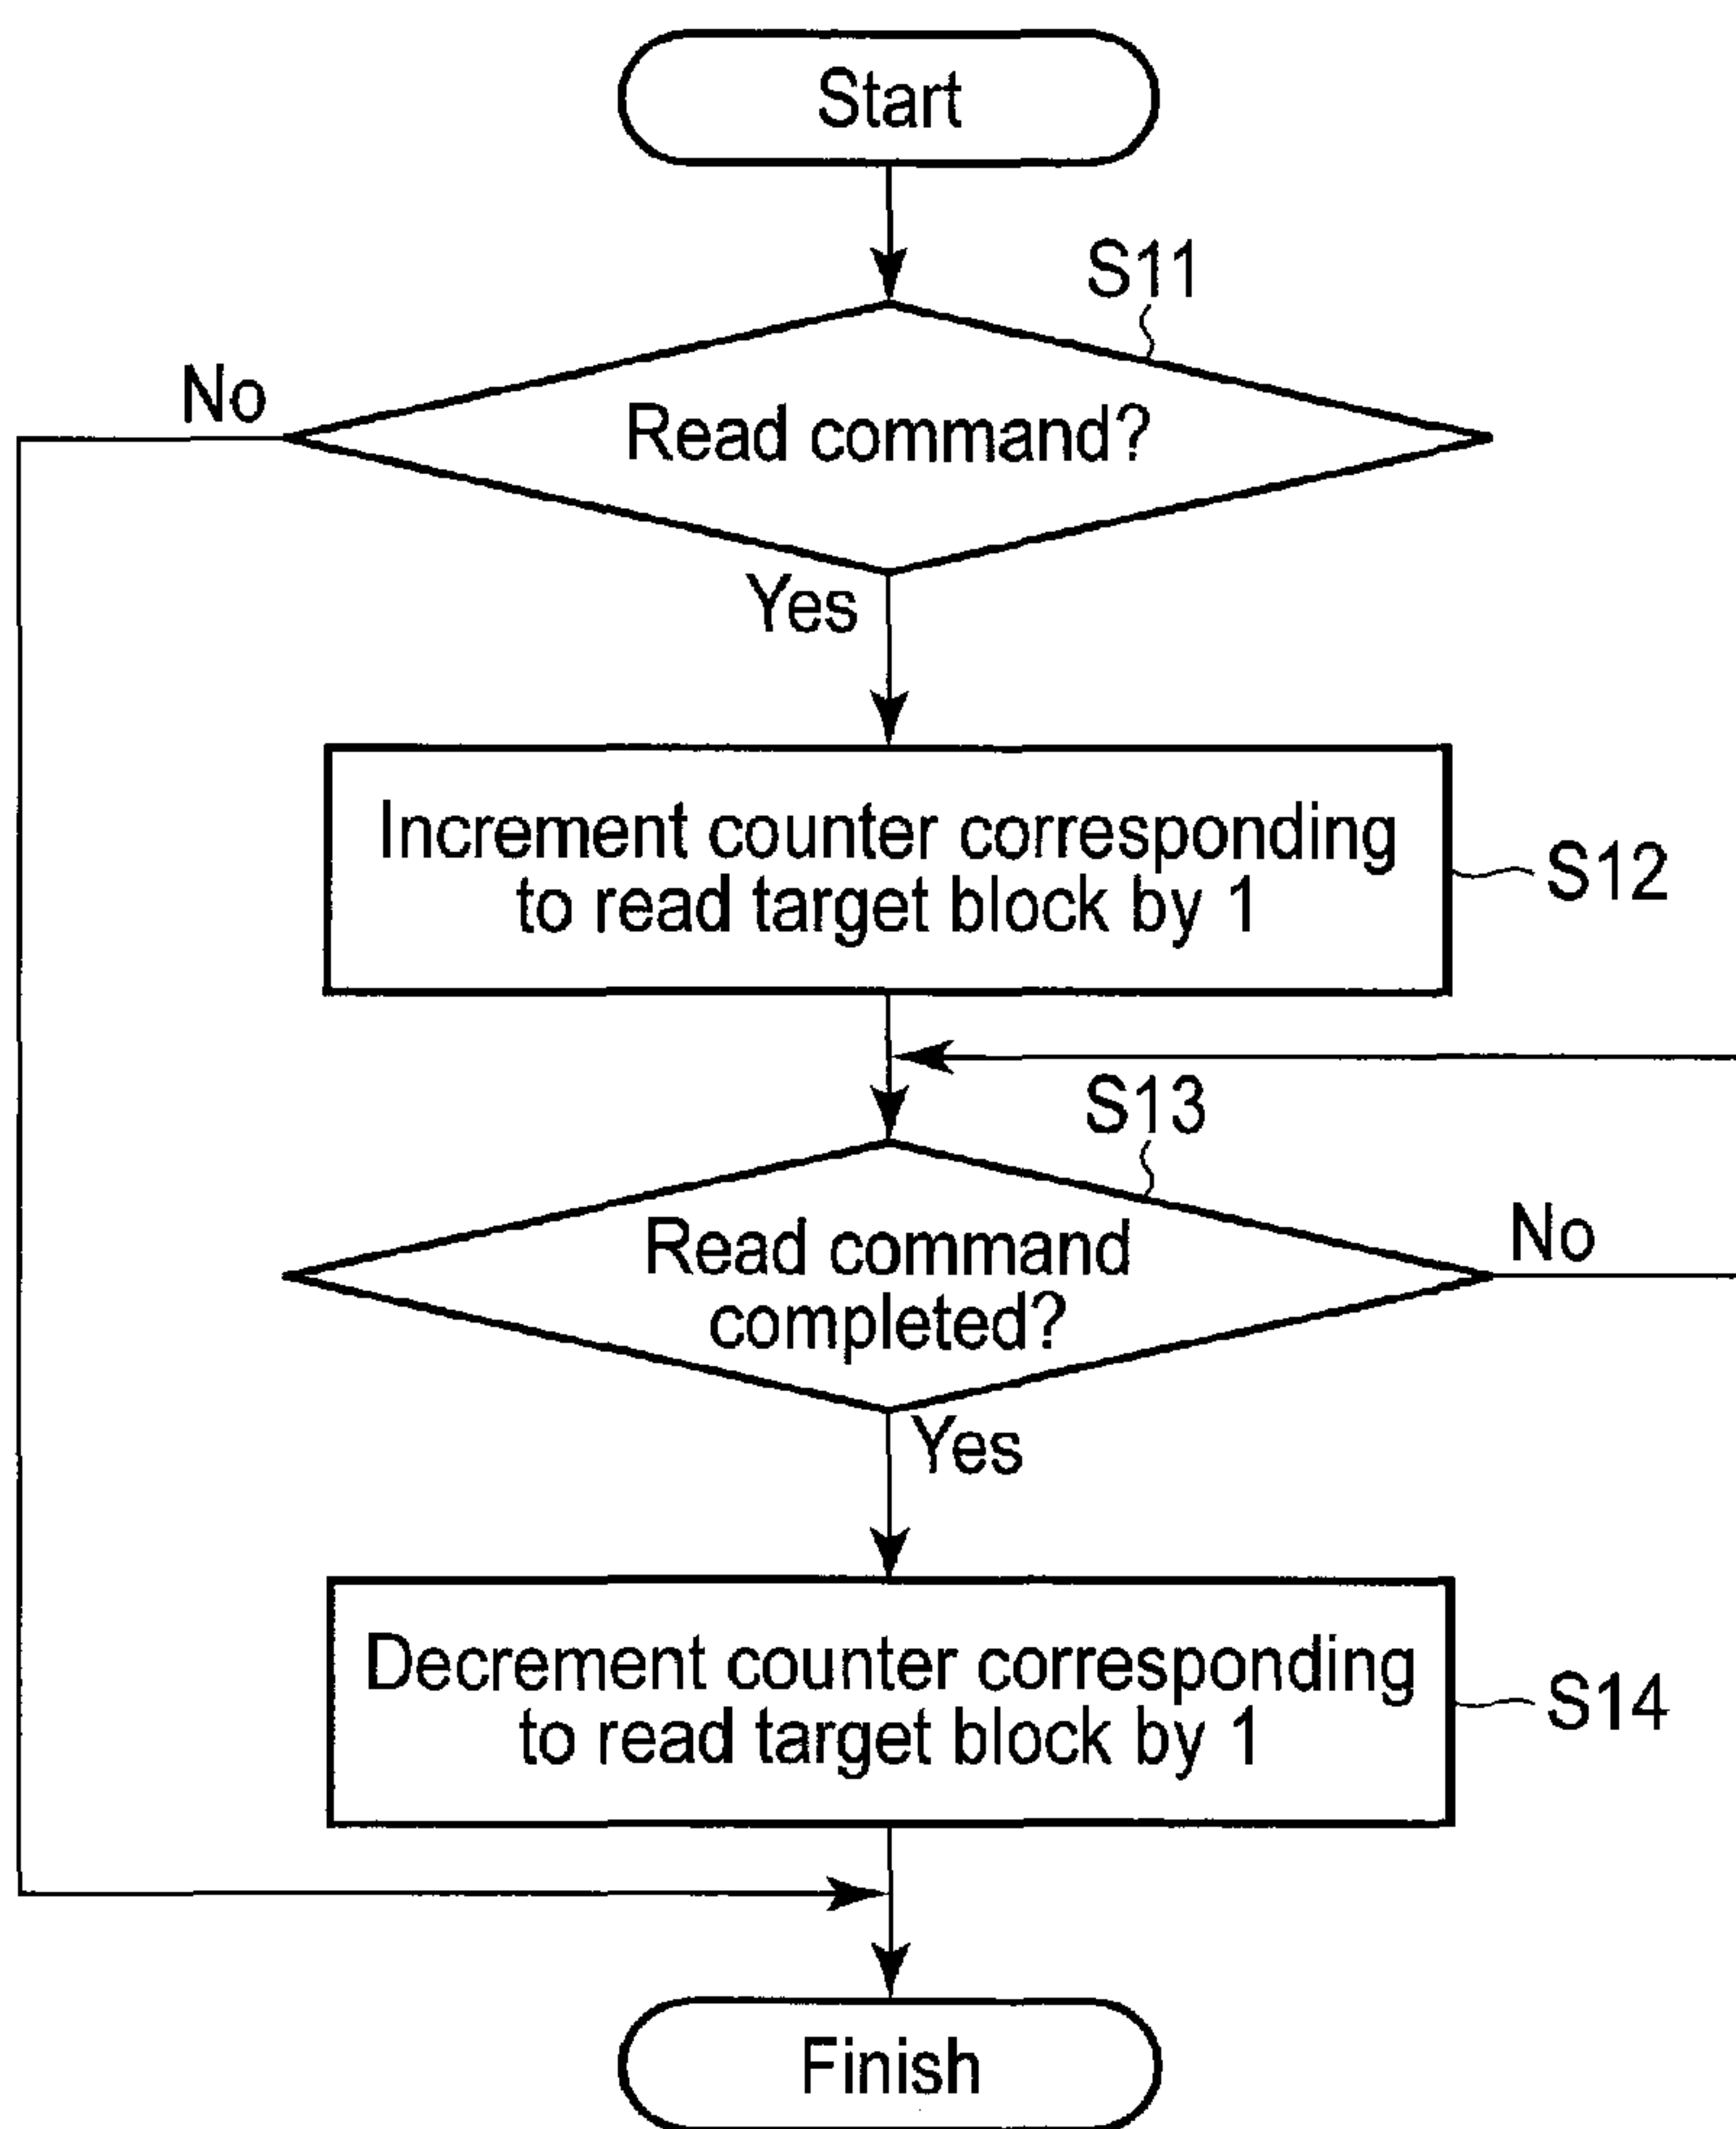 Start
S11
No
Read command?
Yes
Increment counter corresponding
to read target block by 1
S12
S13
Read command
completed?
No
Yes
Decrement counter corresponding
to read target block by 1
S14
Finish